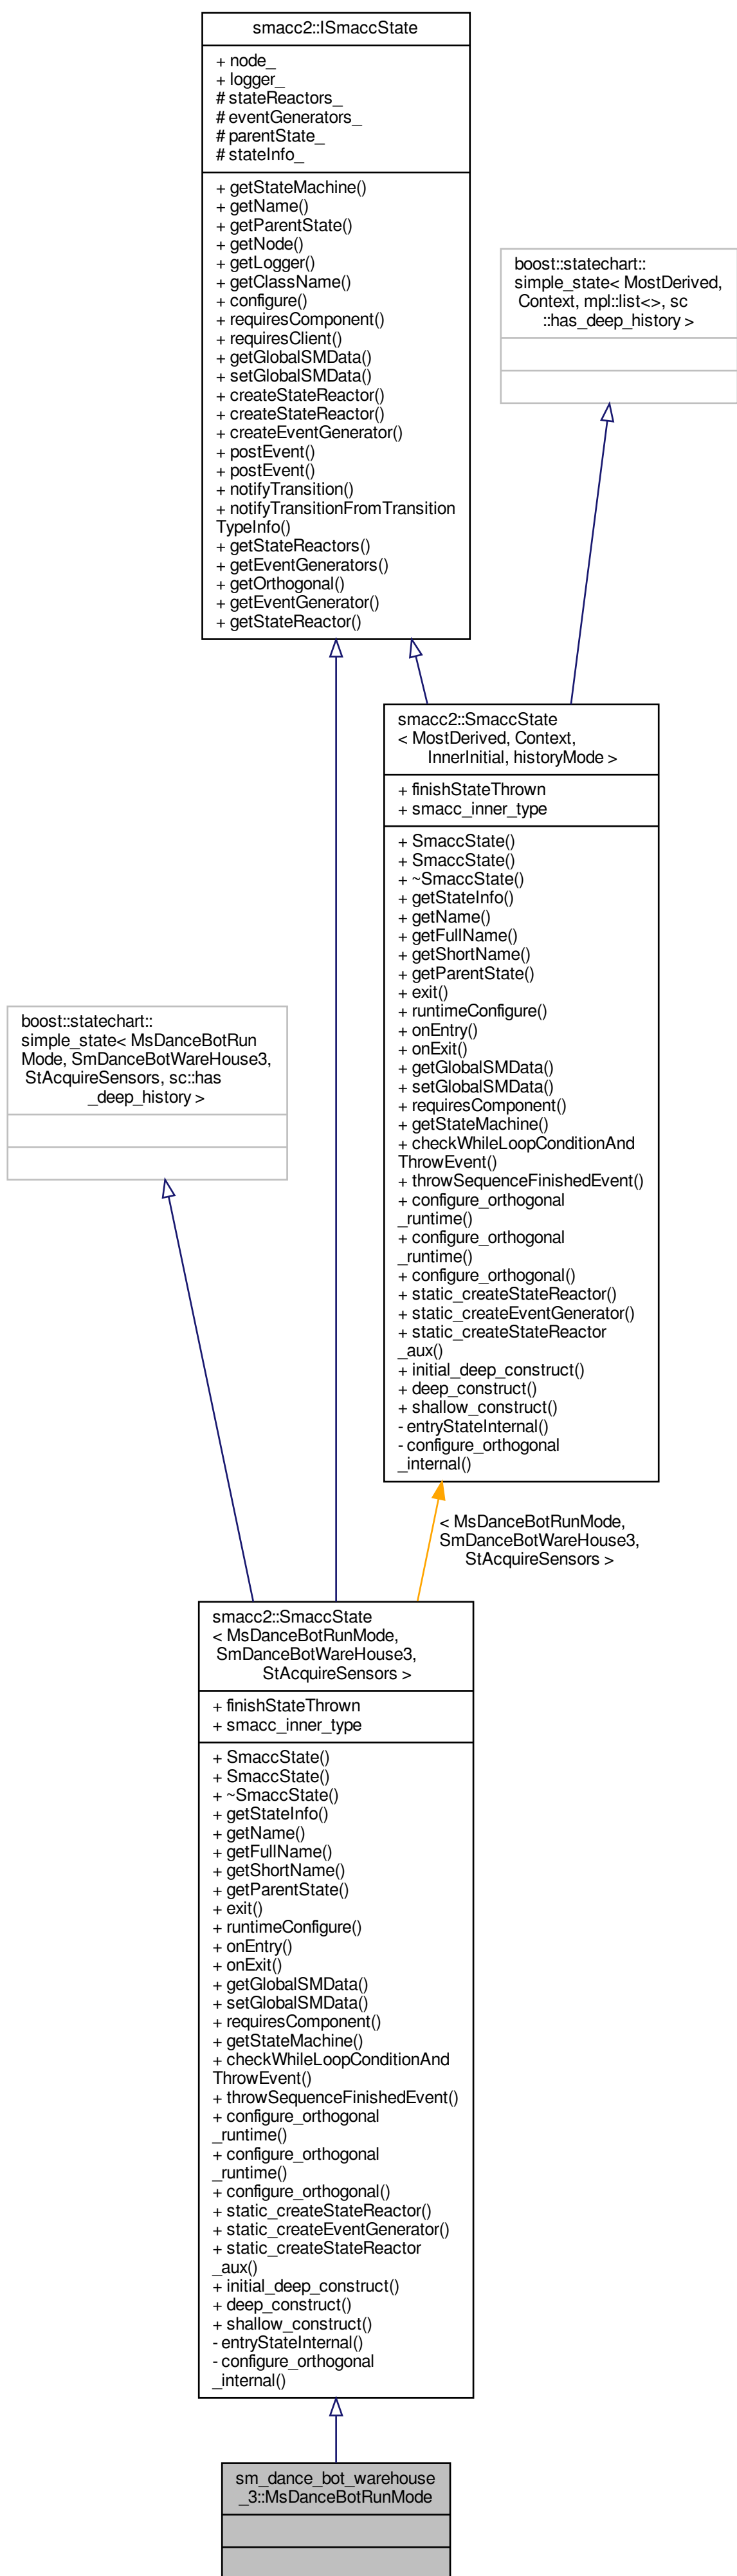 smacc2::ISmaccState
+ node_
+ logger_
# stateReactors_
# eventGenerators_
# parentState_
# stateInfo_
+ getStateMachine()
+ getName()
+ getParentState()
+ getNode()
+ getLogger()
+ getClassName()
+ configure()
+ requiresComponent()
+ requiresClient()
+ getGlobalSMData()
+ setGlobalSMData()
+ createStateReactor()
+ createStateReactor()
+ createEventGenerator()
+ postEvent()
+ postEvent()
+ notifyTransition()
+ notifyTransitionFromTransition
TypeInfo()
+ getStateReactors()
+ getEventGenerators()
+ getOrthogonal()
+ getEventGenerator()
+ getStateReactor()
boost::statechart::
simple_state< MostDerived,
Context, mpl::list<>, sc
::has_deep_history >
smacc2::SmaccState
< MostDerived, Context,
InnerInitial, historyMode >
+ finishStateThrown
+ smacc_inner_type
+ SmaccState()
+ SmaccState()
+ ~SmaccState()
+ getStateInfo()
+ getName()
+ getFullName()
+ getShortName()
+ getParentState()
+ exit()
+ runtimeConfigure()
+ onEntry()
+ onExit()
+ getGlobalSMData()
+ setGlobalSMData()
+ requiresComponent()
+ getStateMachine()
+ checkWhileLoopConditionAnd
ThrowEvent()
+ throwSequenceFinishedEvent()
+ configure_orthogonal
_runtime()
+ configure_orthogonal
_runtime()
+ configure_orthogonal()
+ static_createStateReactor()
+ static_createEventGenerator()
+ static_createStateReactor
_aux()
+ initial_deep_construct()
+ deep_construct()
+ shallow_construct()
- entryStateInternal()
- configure_orthogonal
_internal()
boost::statechart::
simple_state< MsDanceBotRun
Mode, SmDanceBotWareHouse3,
StAcquireSensors, sc::has
_deep_history >
< MsDanceBotRunMode,
SmDanceBotWareHouse3,
StAcquireSensors >
smacc2::SmaccState
< MsDanceBotRunMode,
SmDanceBotWareHouse3,
StAcquireSensors >
+ finishStateThrown
+ smacc_inner_type
+ SmaccState()
+ SmaccState()
+ ~SmaccState()
+ getStateInfo()
+ getName()
+ getFullName()
+ getShortName()
+ getParentState()
+ exit()
+ runtimeConfigure()
+ onEntry()
+ onExit()
+ getGlobalSMData()
+ setGlobalSMData()
+ requiresComponent()
+ getStateMachine()
+ checkWhileLoopConditionAnd
ThrowEvent()
+ throwSequenceFinishedEvent()
+ configure_orthogonal
_runtime()
+ configure_orthogonal
_runtime()
+ configure_orthogonal()
+ static_createStateReactor()
+ static_createEventGenerator()
+ static_createStateReactor
_aux()
+ initial_deep_construct()
+ deep_construct()
+ shallow_construct()
- entryStateInternal()
- configure_orthogonal
_internal()
sm_dance_bot_warehouse
_3::MsDanceBotRunMode